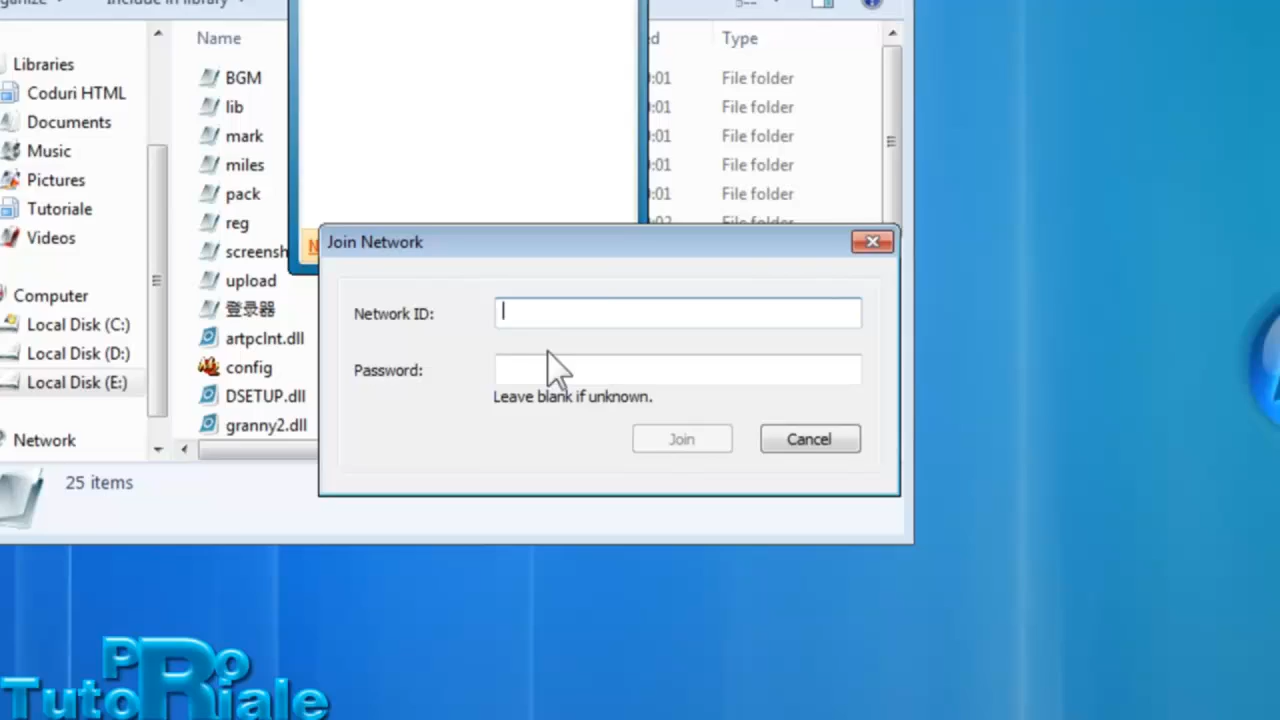 Include in library
Name
Type
Libraries
Coduri HTML
Documents
Music
Pictures
Tutoriale
Videos
Computer
Local Disk (C:)
Local Disk (D:)
Local Disk (E:)
Network
BGM
lib
mark
miles
pack
reg
screensh
upload
登录器
artpclnt.dll
config
DSETUP.dll
granny2.dll
:01 File folder
:01 File folder
:01 File folder
:01 File folder
:01 File folder
File folder
25 items
Join Network
Network ID:
Password:
Leave blank if unknown.
Join
Cancel
PRo
TutoRiale